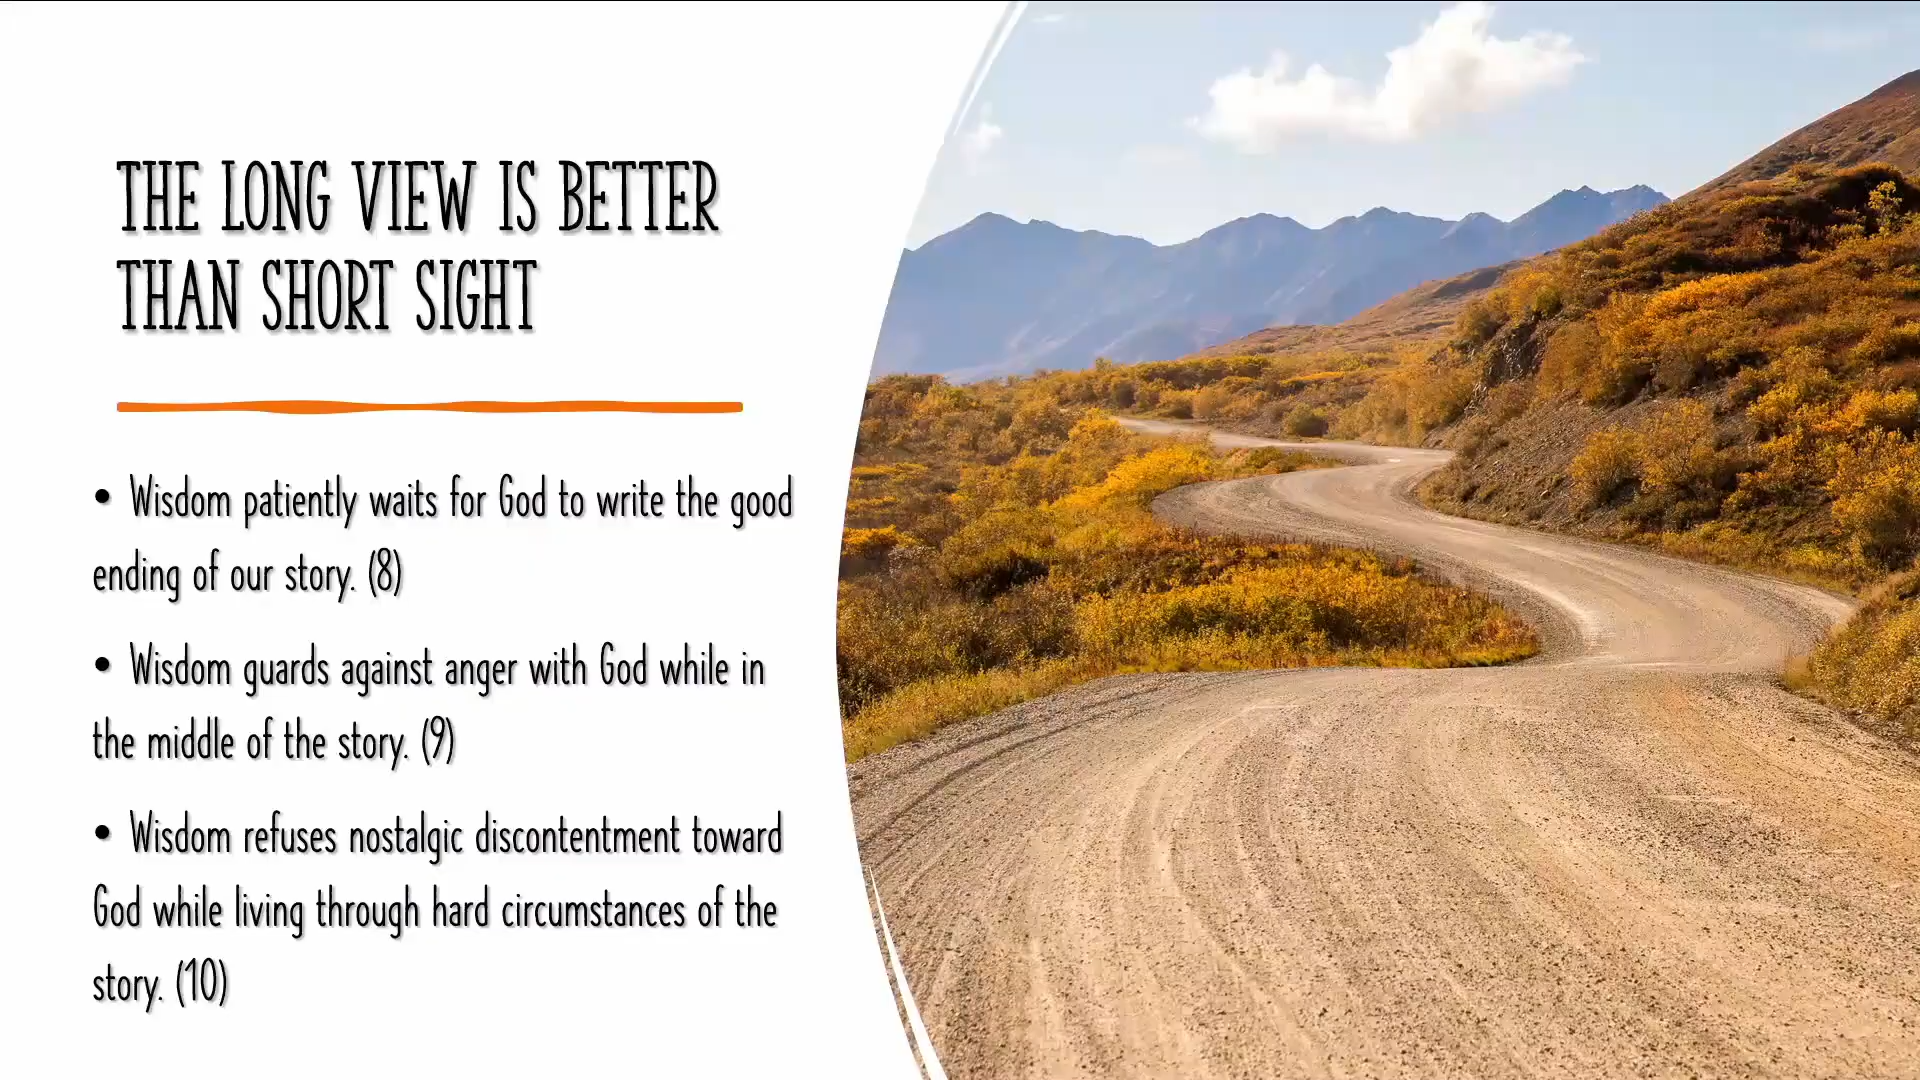 THE LONG VIEW IS BETTER
THAN SHORT SIGHT
• Wisdom patiently waits for God to write the good
ending of our story. (8)
• Wisdom guards against anger with God while in
the middle of the story. (9)
• Wisdom refuses nostalgic discontentment toward
God while living through hard circumstances of the
story. (10)